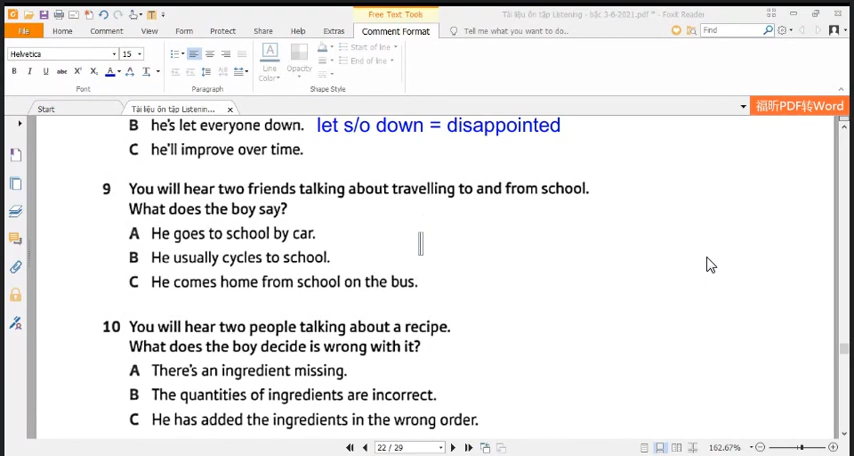 Free Text Tools
Tài liệu ôn tập Listening - bậc 3-6-2021.pdf * - Foxit Reader
File Home Comment View Form Protect Share Help Extras Comment Format Tell me what you want to do... Find
Helvetica 15
Start of line
End of line
B I U abc X² X₂ A T
Line Color Opacity
Font Paragraph Shape Style
Start Tài liệu ôn tập Listenin... 福昕PDF转Word
B he's let everyone down. let s/o down = disappointed
C he'll improve over time.
9 You will hear two friends talking about travelling to and from school.
What does the boy say?
A He goes to school by car.
B He usually cycles to school.
C He comes home from school on the bus.
10 You will hear two people talking about a recipe.
What does the boy decide is wrong with it?
A There's an ingredient missing.
B The quantities of ingredients are incorrect.
C He has added the ingredients in the wrong order.
22 / 29 162.67%